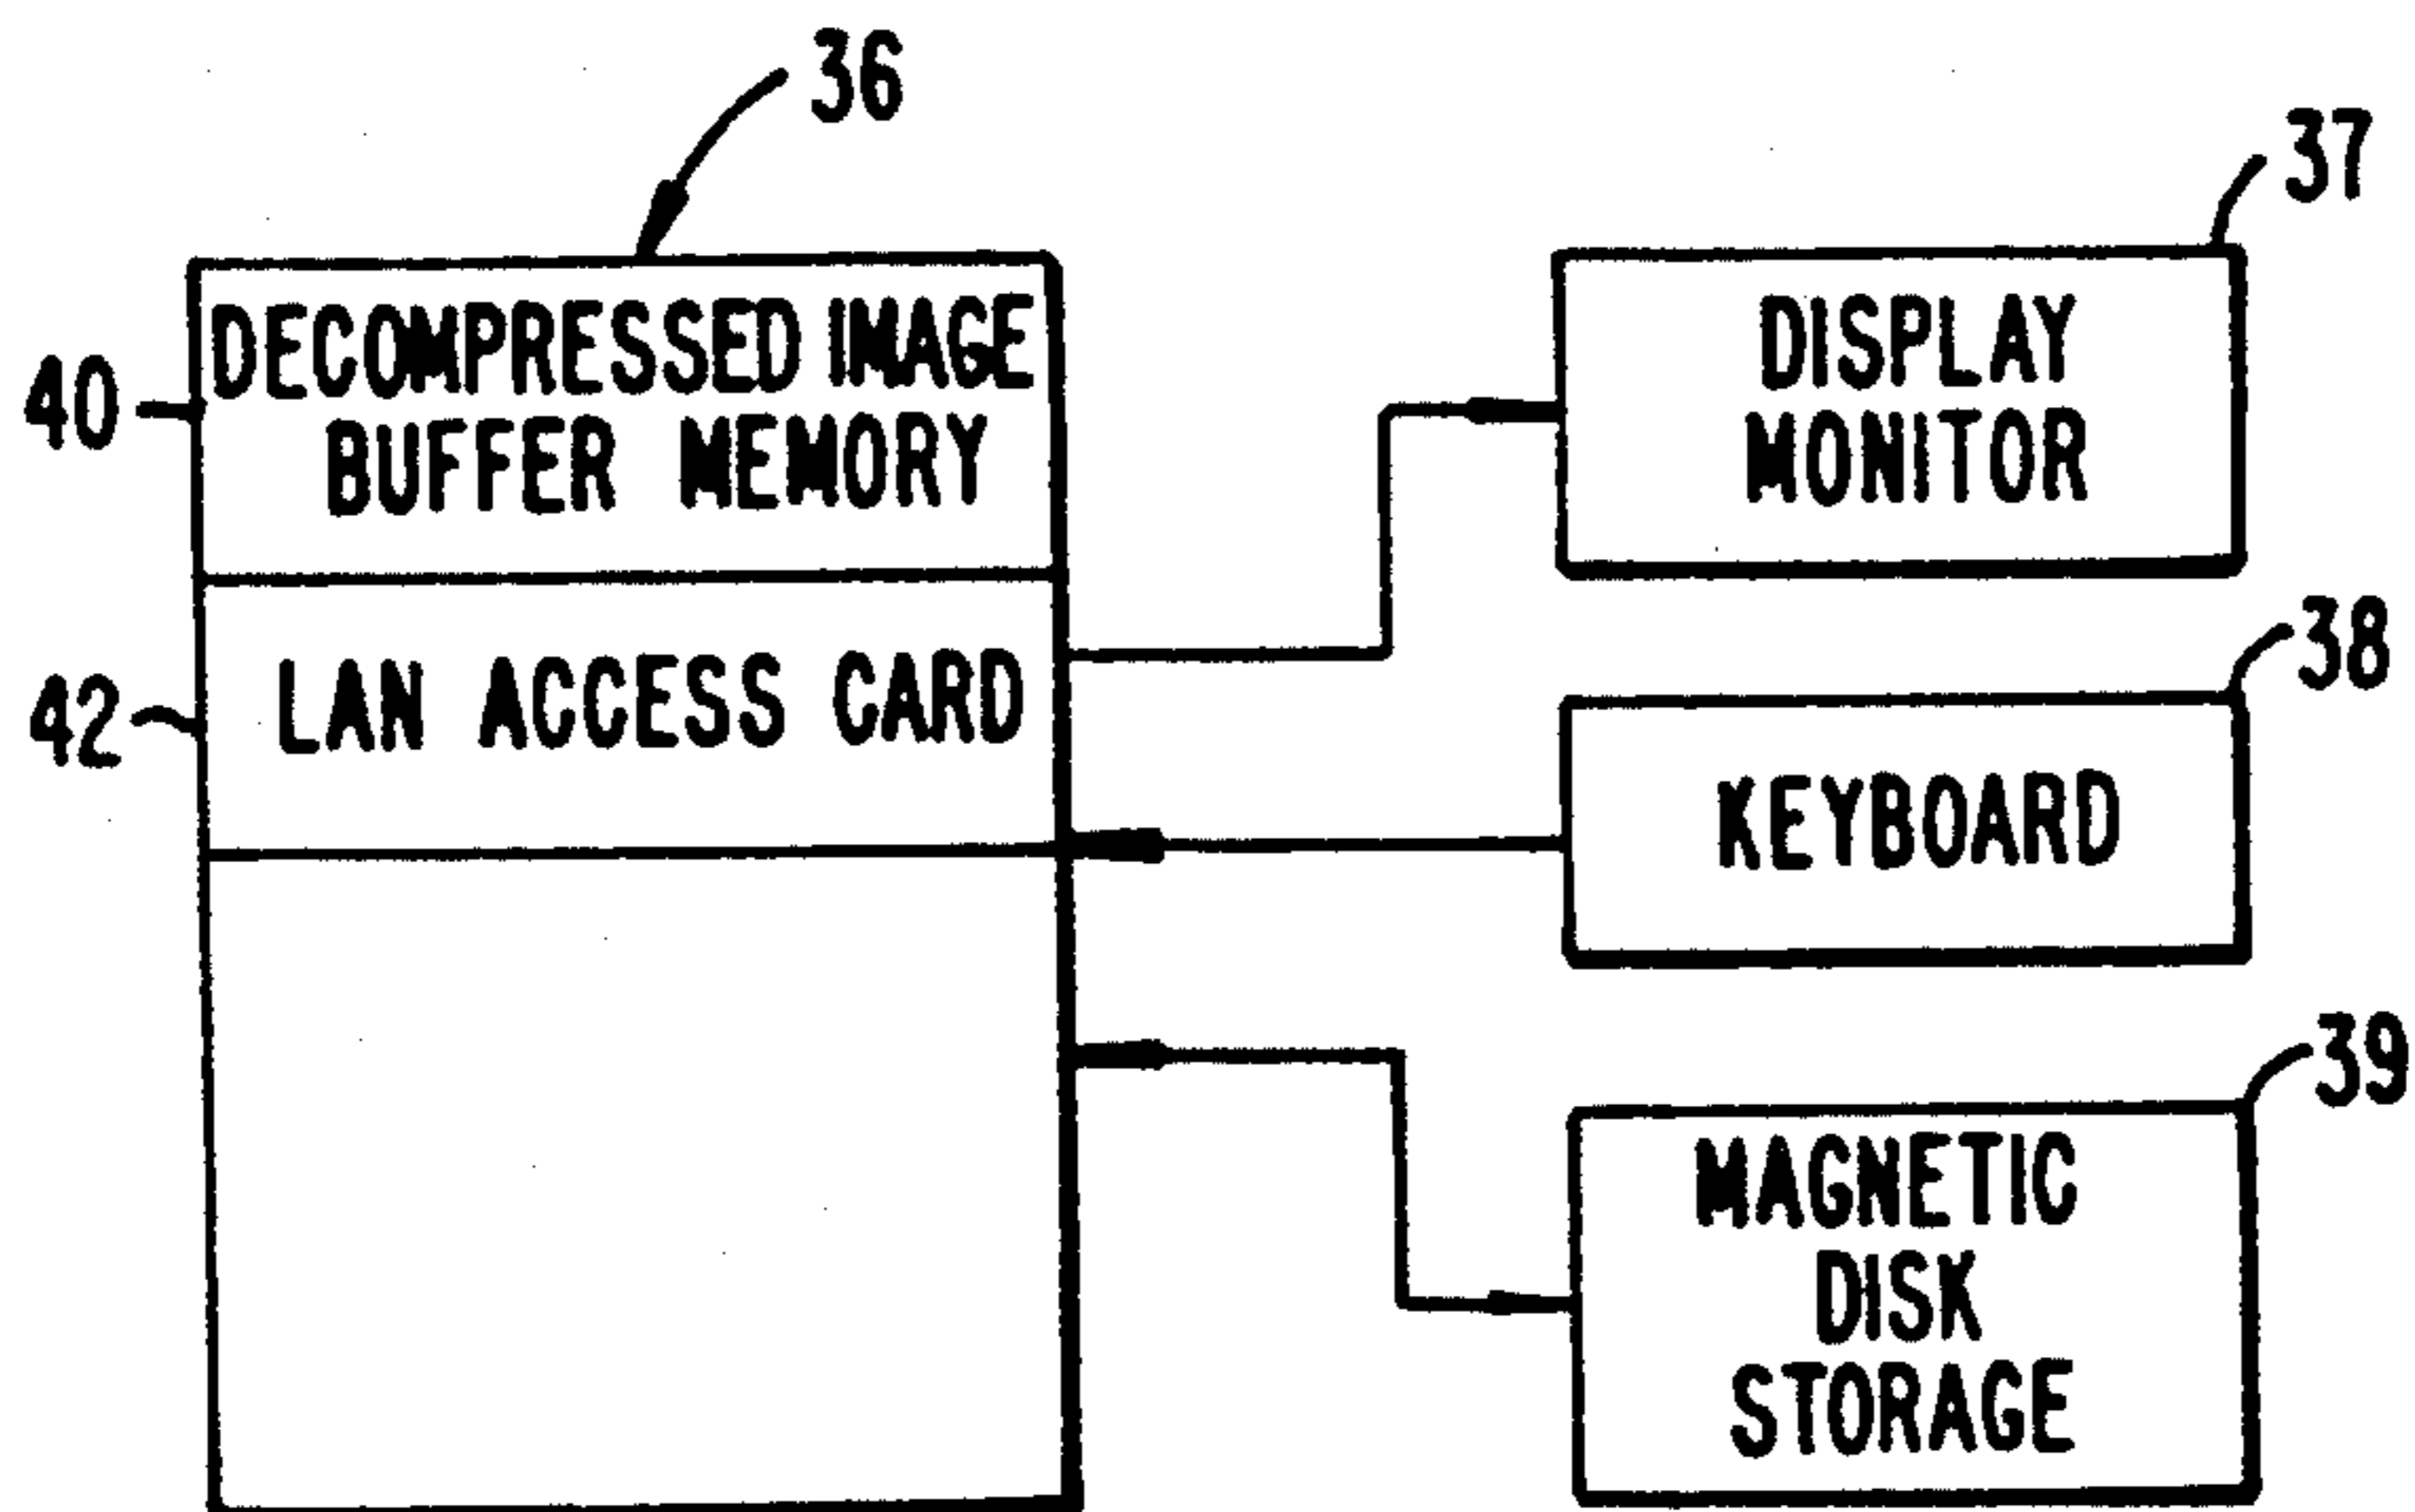 36
37
DECOMPRESSED IMAGE
BUFFER MEMORY
40
DISPLAY
MONITOR
38
LAN ACCESS CARD
42
KEYBOARD
39
MAGNETIC
DISK
STORAGE